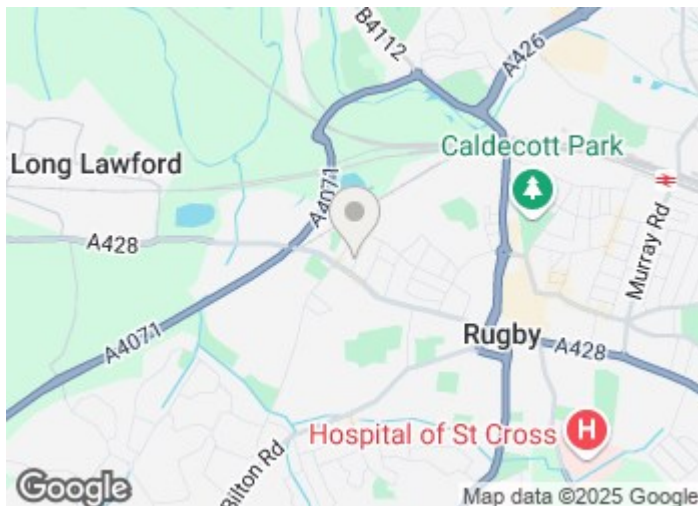 B4112
A426
Caldecott Park
Long Lawford
A4071
Murray Rd
A428
A4071
Rugby
A428
Hospital of St Cross
H
Bilton Rd
Google
Map data ©2025 Google